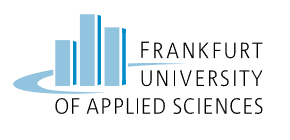 FRANKFURT
UNIVERSITY
OF APPLIED SCIENCES